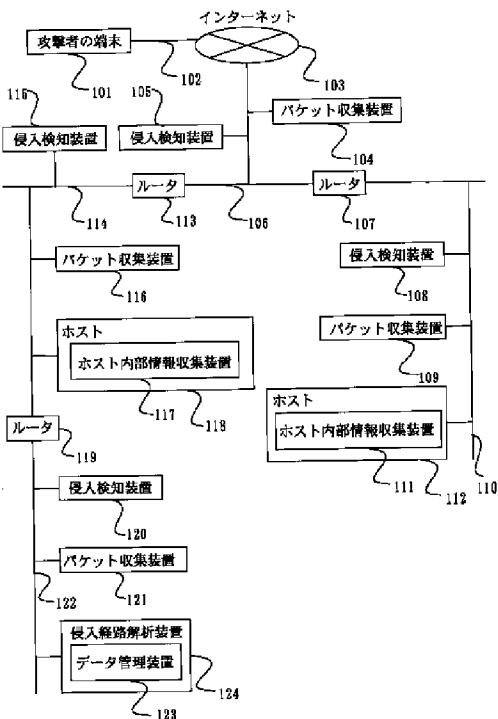 インターネット
攻撃者の端末
101
102
103
115
侵入検知装置
105
侵入検知装置
パケット収集装置
104
ルータ
113
114
106
ルータ
107
パケット収集装置
116
侵入検知装置
108
パケット収集装置
109
ホスト
ホスト内部情報収集装置
117
118
ホスト
ホスト内部情報収集装置
111
112
110
ルータ
119
侵入検知装置
120
パケット収集装置
121
122
侵入経路解析装置
データ管理装置
123
124